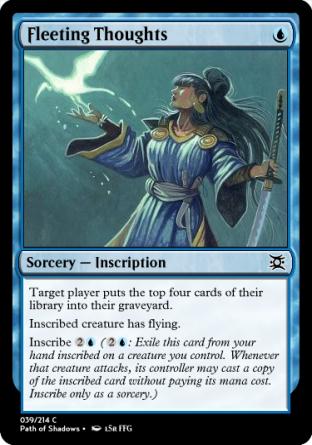 Fleeting Thoughts
Sorcery — Inscription
Target player puts the top four cards of their
library into their graveyard.
Inscribed creature has flying.
Inscribe 2 (2 : Exile this card from your
hand inscribed on a creature you control. Whenever
that creature attacks, its controller may cast a copy
of the inscribed card without paying its mana cost.
Inscribe only as a sorcery.)
039/214 C
Path of Shadows • 1Sit FFG